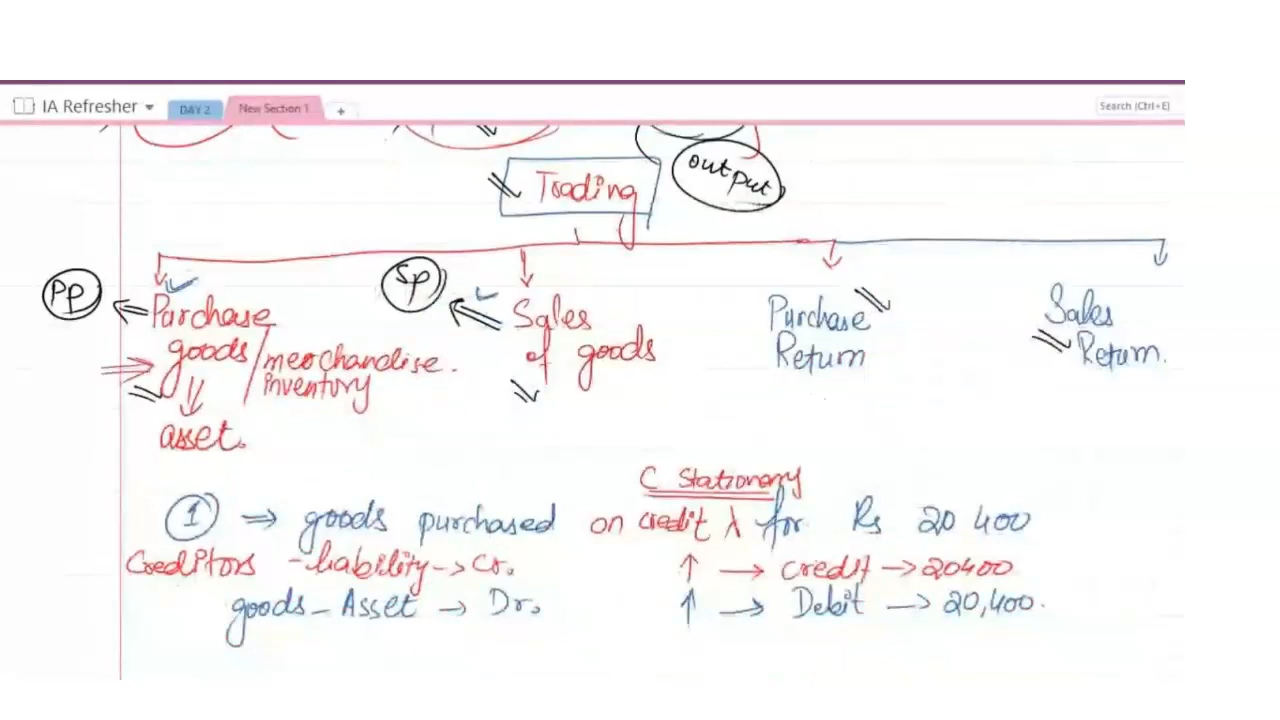 IA Refresher
DAY 2
New Section 1
+
Search (Ctrl+E)
output
Trading
PP
SP
Purchase
goods/merchandise.
inventory
asset.
Sales
of goods
Purchase
Return
Sales
Return.
C Stationery
1 ⇒ goods purchased on credit λ for Rs 20 400
Creditors - liability → Cr. ↑ → credit → 20400
goods - Asset → Dr. ↑ → Debit → 20,400.